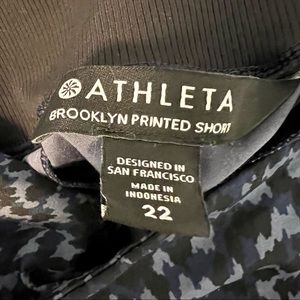 ATHLETA
BROOKLYN PRINTED SHORT
DESIGNED IN
SAN FRANCISCO
MADE IN
INDONESIA
22